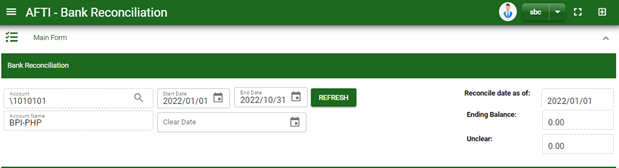 AFTI - Bank Reconciliation
sbc
Main Form
Bank Reconciliation
Account
\1010101
Start Date
2022/01/01
End Date
2022/10/31
REFRESH
Account Name
BPI-PHP
Clear Date
Reconcile date as of:
2022/01/01
Ending Balance:
0.00
Unclear:
0.00